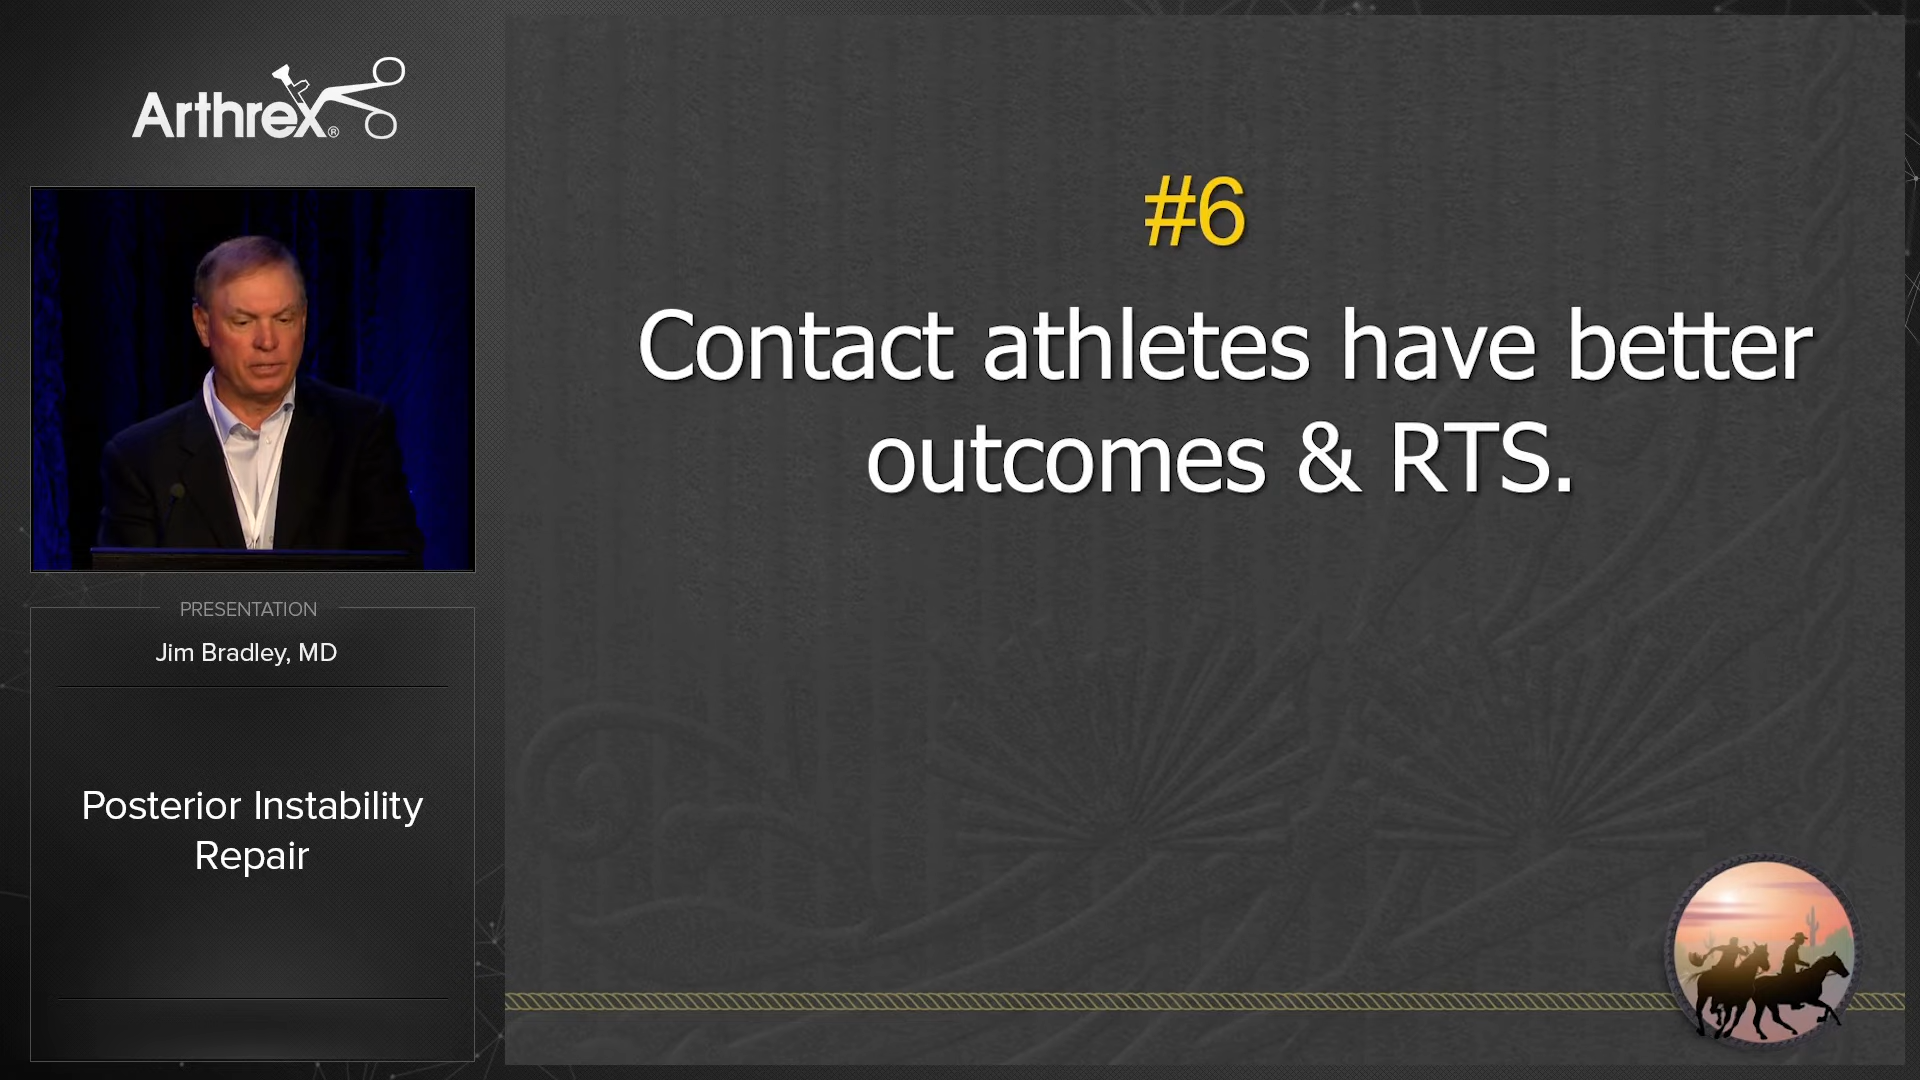 Arthrex®
PRESENTATION
Jim Bradley, MD
Posterior Instability
Repair
#6
Contact athletes have better
outcomes & RTS.